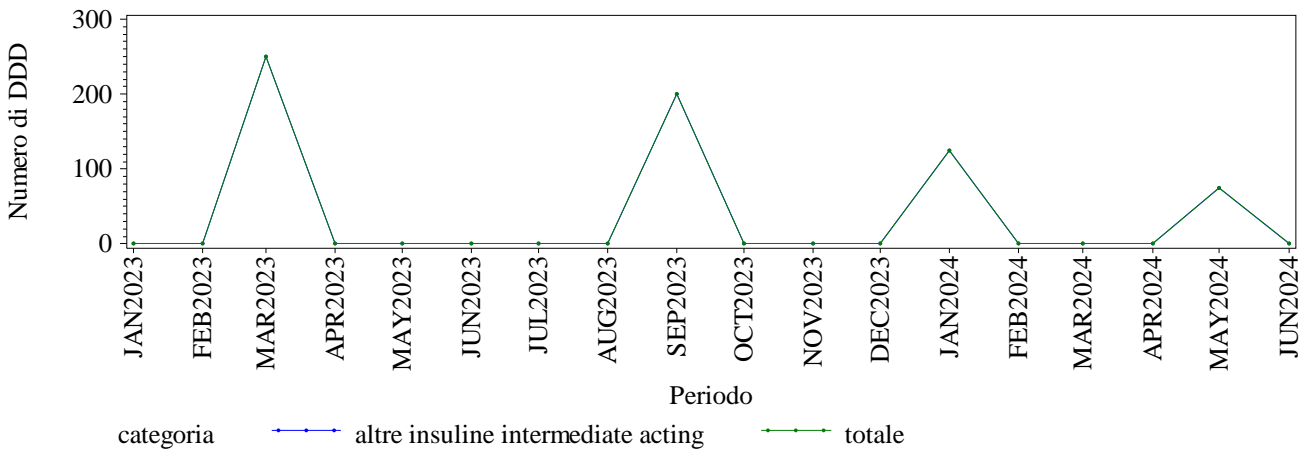 Numero di DDD
300
200
100
0
JAN2023
FEB2023
MAR2023
APR2023
MAY2023
JUN2023
JUL2023
AUG2023
SEP2023
OCT2023
NOV2023
DEC2023
JAN2024
FEB2024
MAR2024
APR2024
MAY2024
JUN2024
Periodo
categoria altre insuline intermediate acting totale